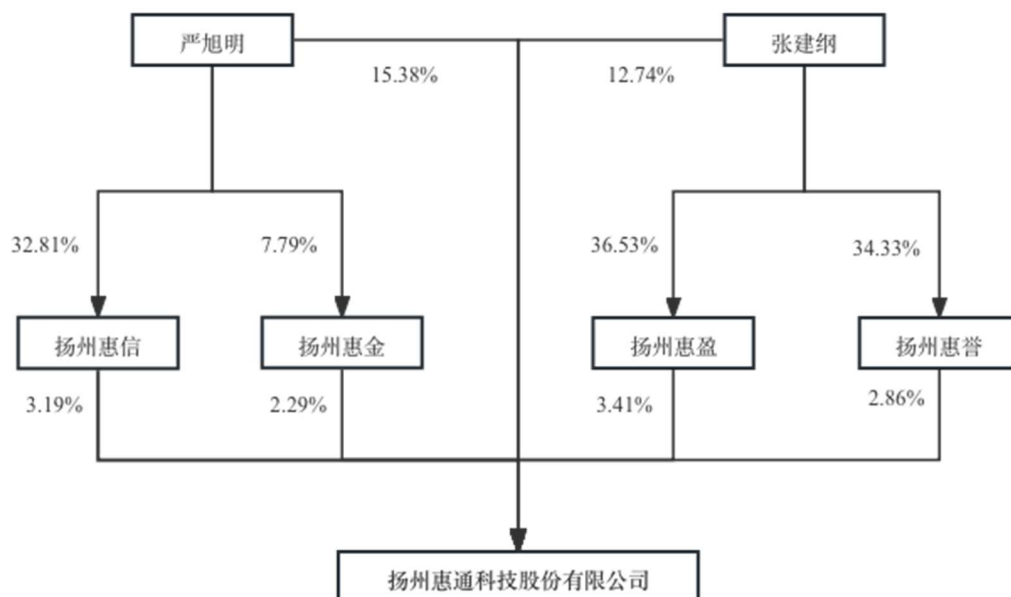 严旭明
张建纲
15.38%
12.74%
32.81%
7.79%
36.53%
34.33%
扬州惠信
扬州惠金
扬州惠盈
扬州惠誉
3.19%
2.29%
3.41%
2.86%
扬州惠通科技股份有限公司